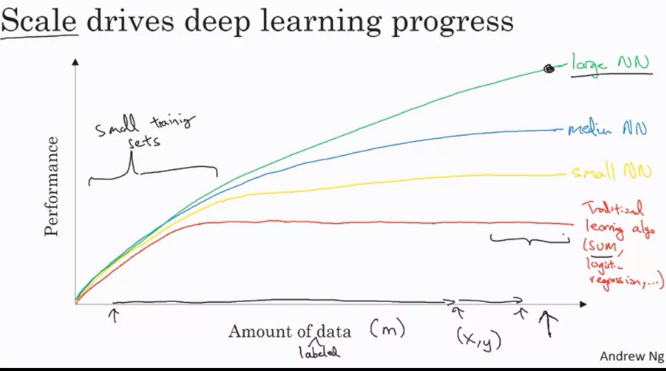 Scale drives deep learning progress
large NN
small training
sets
medium NN
small NN
Performance
Traditional
learning algo
(SVM,
logistic
regression,...)
Amount of data (m) (x,y)
labeled
Andrew Ng